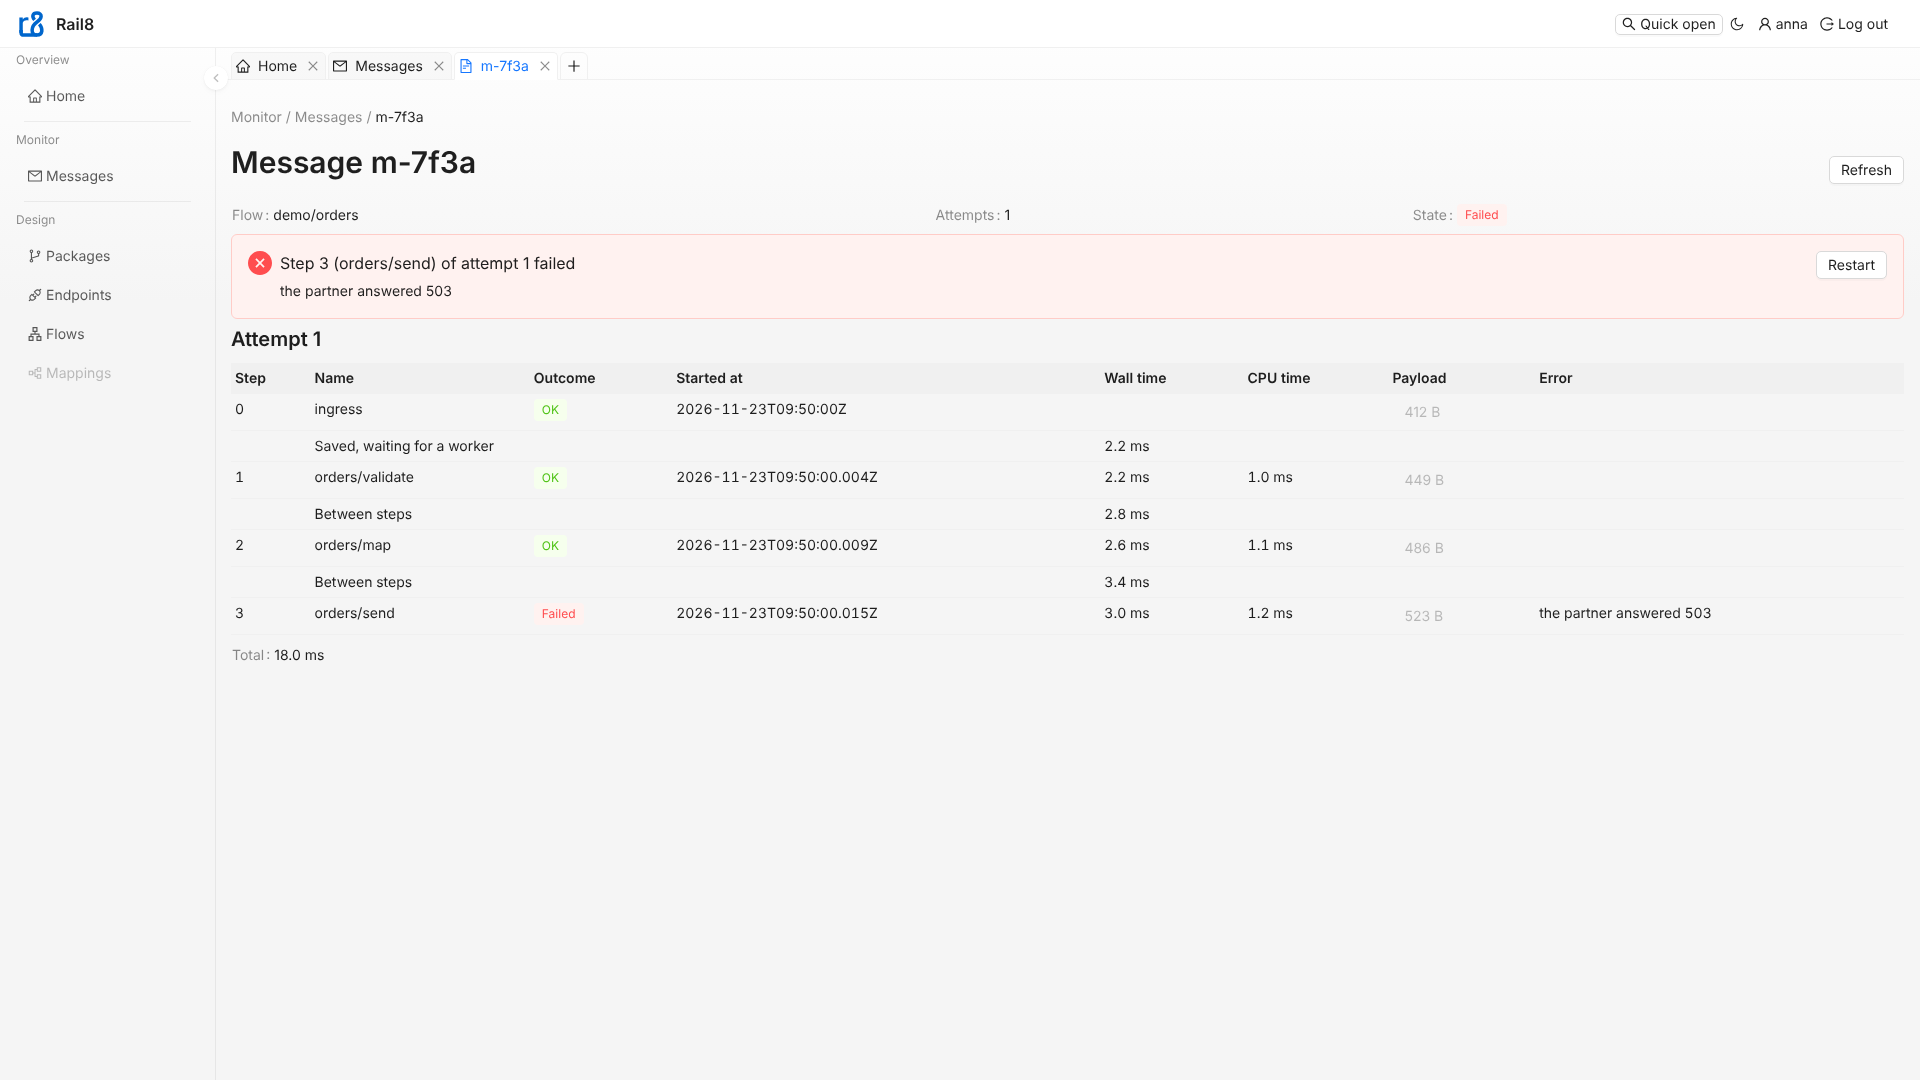 Rail8
Quick open
anna
Log out
Overview
Home
Monitor
Messages
Design
Packages
Endpoints
Flows
Mappings
Home
Messages
m-7f3a
Monitor / Messages / m-7f3a
Message m-7f3a
Refresh
Flow: demo/orders
Attempts: 1
State: Failed
Step 3 (orders/send) of attempt 1 failed
the partner answered 503
Restart
Attempt 1
Step Name Outcome Started at Wall time CPU time Payload Error
0 ingress OK 2026-11-23T09:50:00Z 412 B
Saved, waiting for a worker 2.2 ms
1 orders/validate OK 2026-11-23T09:50:00.004Z 2.2 ms 1.0 ms 449 B
Between steps 2.8 ms
2 orders/map OK 2026-11-23T09:50:00.009Z 2.6 ms 1.1 ms 486 B
Between steps 3.4 ms
3 orders/send Failed 2026-11-23T09:50:00.015Z 3.0 ms 1.2 ms 523 B the partner answered 503
Total: 18.0 ms